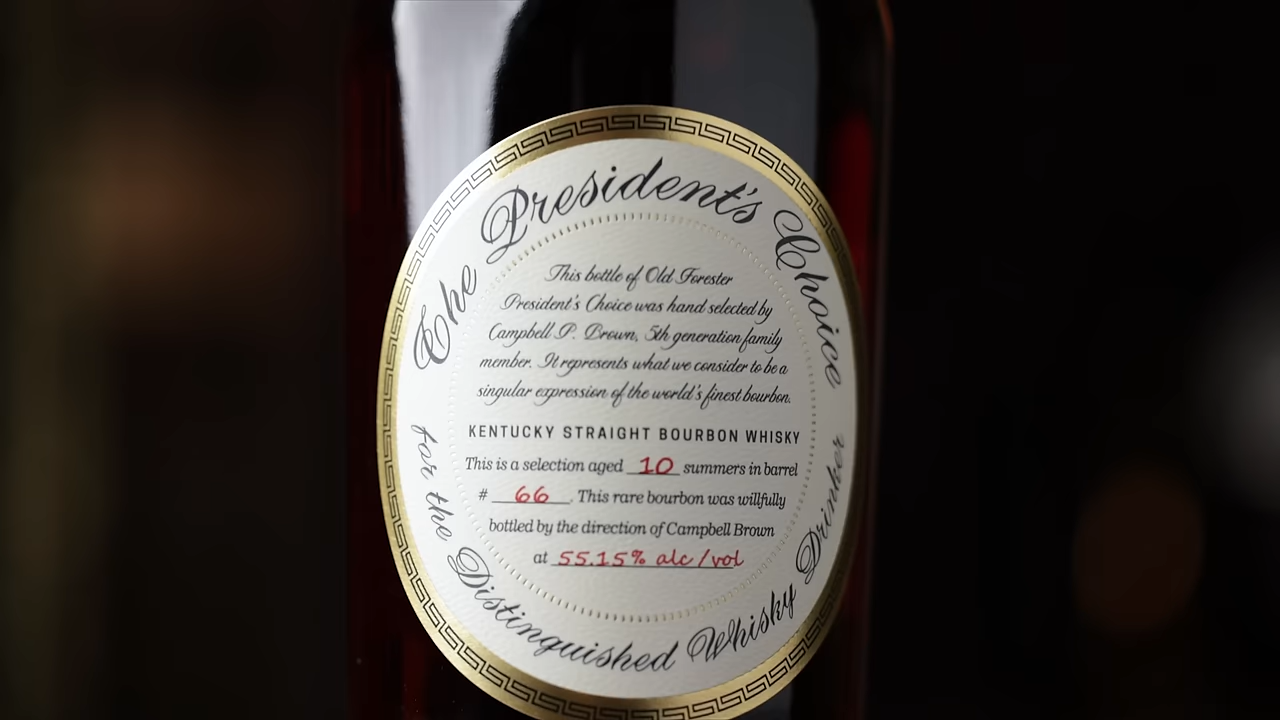 The President's Choice
This bottle of Old Forester
President's Choice was hand selected by
Campbell P. Brown, 5th generation family
member. It represents what we consider to be a
singular expression of the world's finest bourbon.
KENTUCKY STRAIGHT BOURBON WHISKY
This is a selection aged 10 summers in barrel
# 66. This rare bourbon was willfully
bottled by the direction of Campbell Brown
at 55.15% alc/vol
for the Distinguished Whisky Drinker